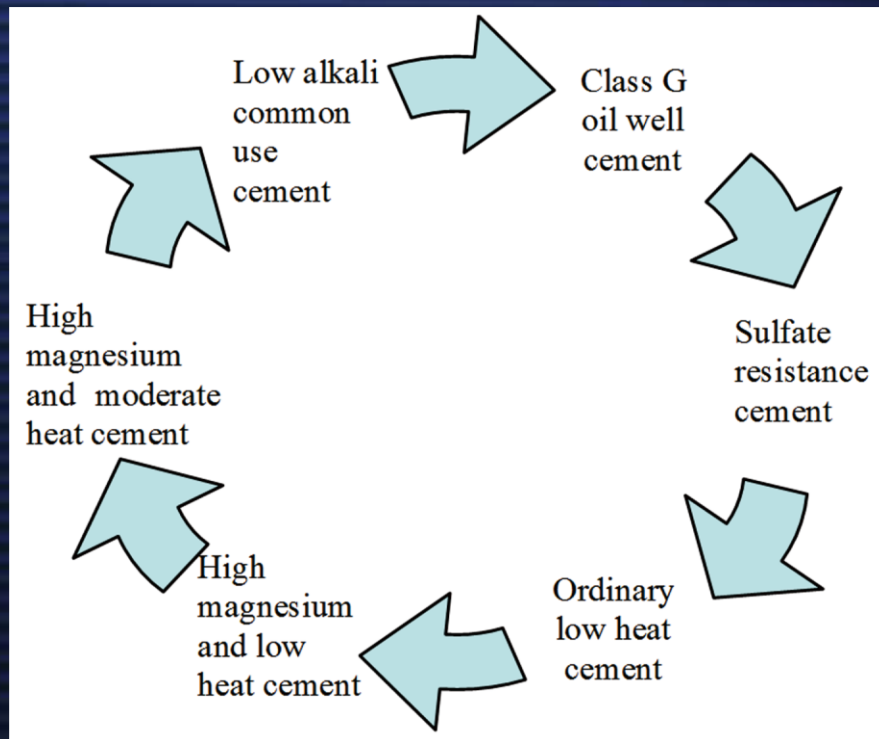 Low alkali
common
use
cement
Class G
oil well
cement
Sulfate
resistance
cement
Ordinary
low heat
cement
High
magnesium
and low
heat cement
High
magnesium
and moderate
heat cement